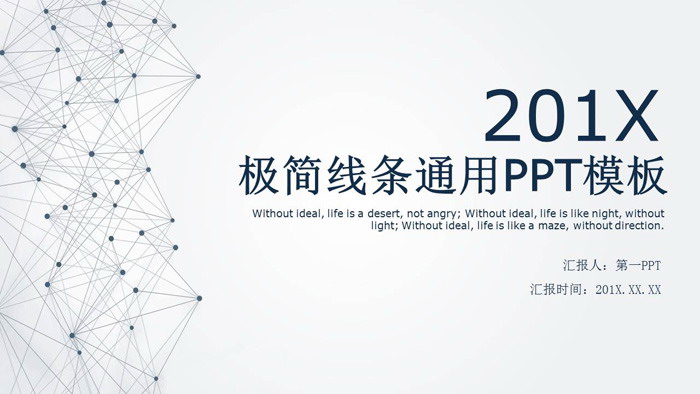 201X
极简线条通用PPT模板
Without ideal, life is a desert, not angry; Without ideal, life is like night, without
light; Without ideal, life is like a maze, without direction.
汇报人：第一PPT
汇报时间：201X.XX.XX